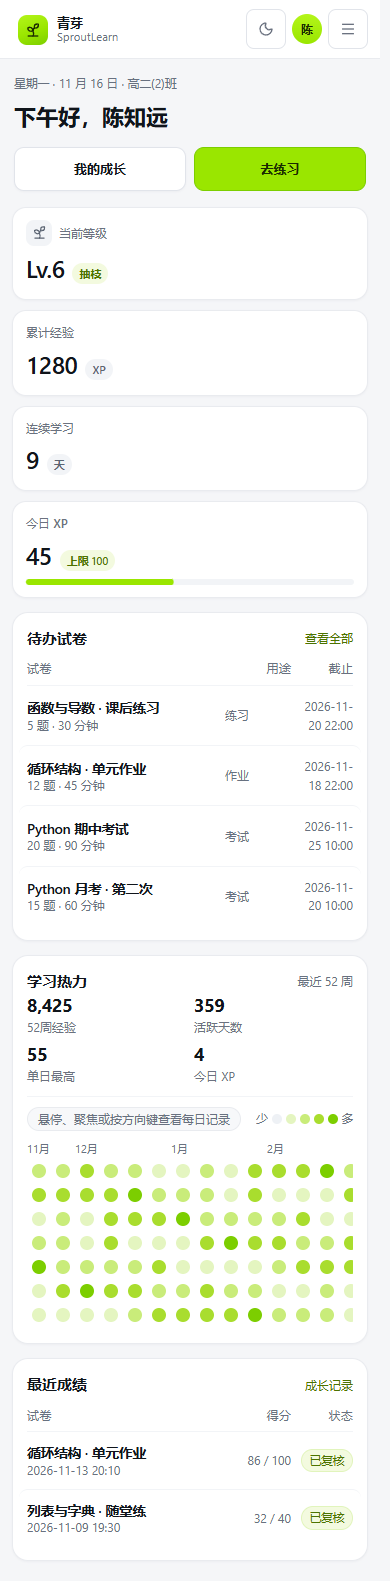 青芽
SproutLearn
陈
星期一 · 11 月 16 日 · 高二(2)班
下午好，陈知远
我的成长
去练习
当前等级
Lv.6 抽枝
累计经验
1280 XP
连续学习
9 天
今日 XP
45 上限 100
待办试卷 查看全部
试卷 用途 截止
函数与导数 · 课后练习
5 题 · 30 分钟
练习
2026-11-
20 22:00
循环结构 · 单元作业
12 题 · 45 分钟
作业
2026-11-
18 22:00
Python 期中考试
20 题 · 90 分钟
考试
2026-11-
25 10:00
Python 月考 · 第二次
15 题 · 60 分钟
考试
2026-11-
20 10:00
学习热力 最近 52 周
8,425 359
52周经验 活跃天数
55 4
单日最高 今日 XP
悬停、聚焦或按方向键查看每日记录 少 多
11月 12月 1月 2月
最近成绩 成长记录
试卷 得分 状态
循环结构 · 单元作业
2026-11-13 20:10
86 / 100 已复核
列表与字典 · 随堂练
2026-11-09 19:30
32 / 40 已复核